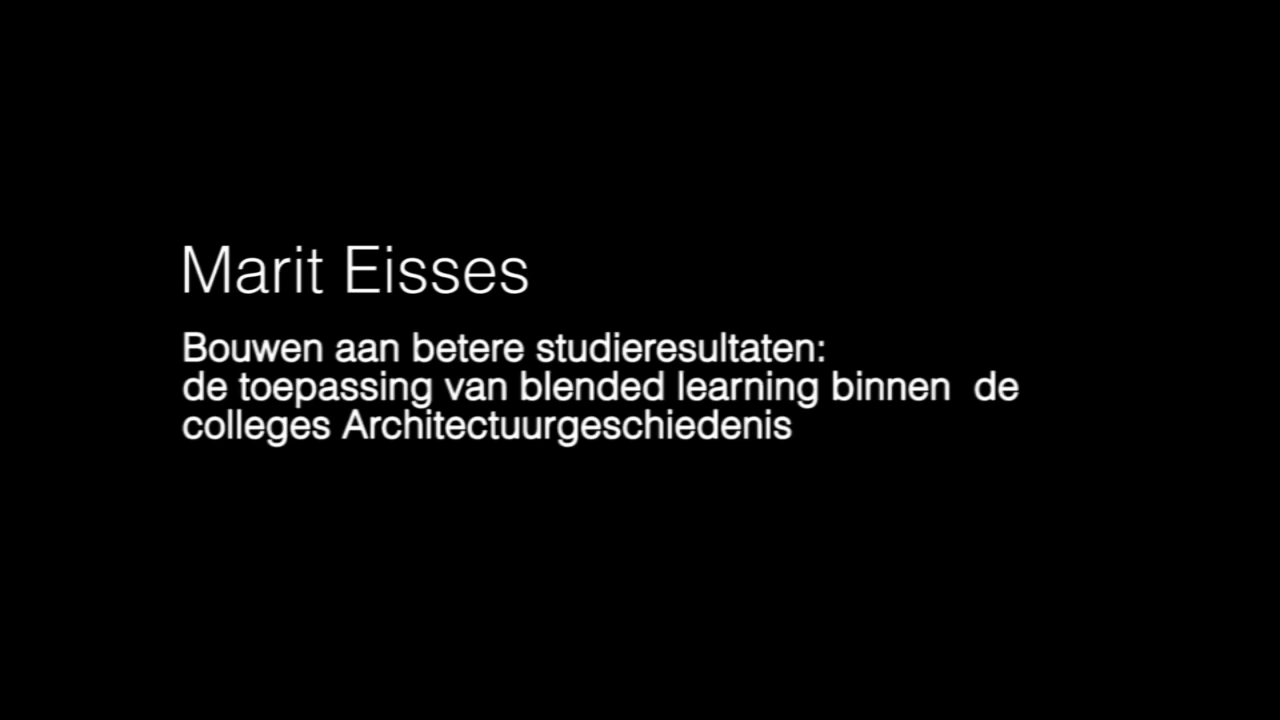 Marit Eisses
Bouwen aan betere studieresultaten:
de toepassing van blended learning binnen  de
colleges Architectuurgeschiedenis